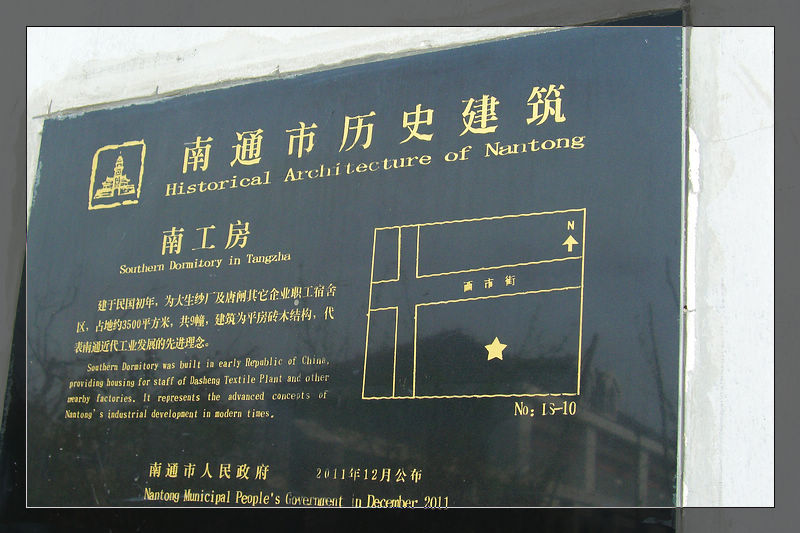 南通市历史建筑
Historical Architecture of Nantong
南工房
Southern Dormitory in Tangzha
建于民国初年，为大生纱厂及唐闸其它企业职工宿舍
区，占地约3500平方米，共9幢，建筑为平房砖木结构，代
表南通近代工业发展的先进理念。
Southern Dormitory was built in early Republic of China,
providing housing for staff of Dasheng Textile Plant and other
nearby factories. It represents the advanced concepts of
Nantong's industrial development in modern times.
N
西市街
No: IS-10
南通市人民政府 2011年12月公布
Nantong Municipal People's Government in December 2011